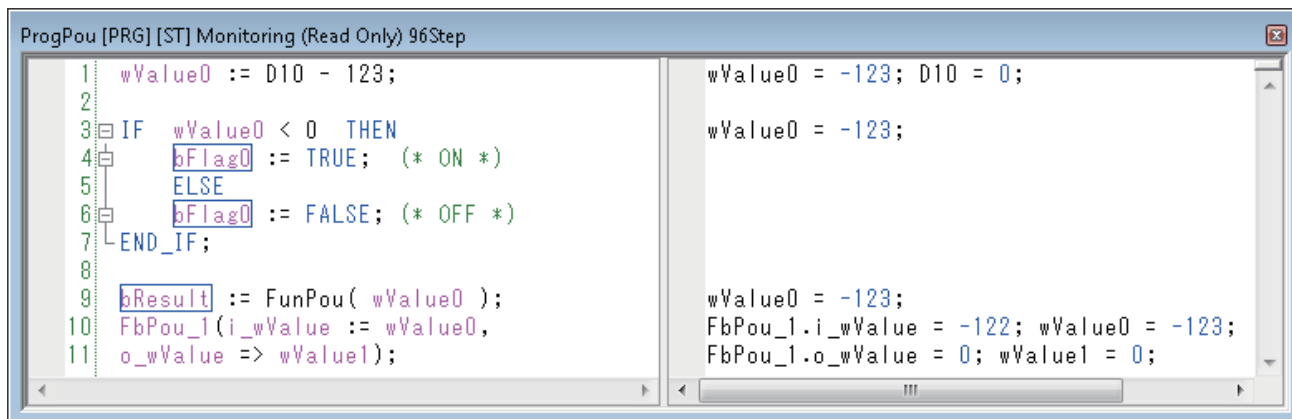 ProgPou [PRG] [ST] Monitoring (Read Only) 96Step
1 wValue0 := D10 - 123; wValue0 = -123; D10 = 0;
2
3 IF wValue0 < 0 THEN wValue0 = -123;
4 bFlag0 := TRUE; (* ON *)
5 ELSE
6 bFlag0 := FALSE; (* OFF *)
7 END_IF;
8
9 bResult := FunPou( wValue0 ); wValue0 = -123;
10 FbPou_1(i_wValue := wValue0, FbPou_1.i_wValue = -122; wValue0 = -123;
11 o_wValue => wValue1); FbPou_1.o_wValue = 0; wValue1 = 0;